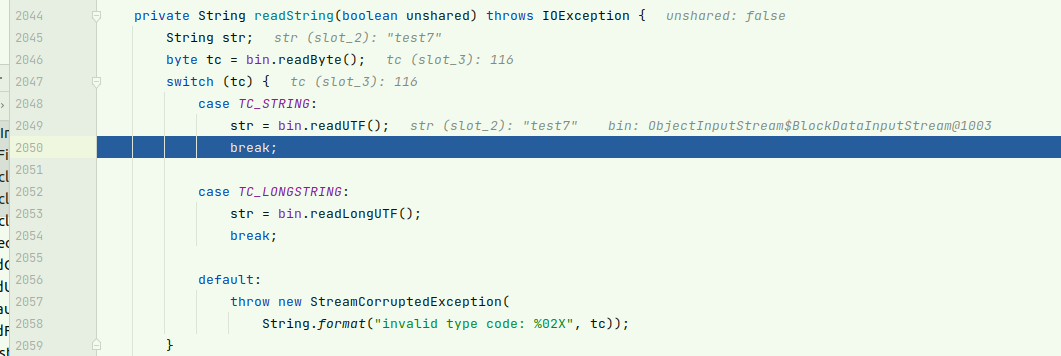 2044 private String readString(boolean unshared) throws IOException {   unshared: false
2045 String str;   str (slot_2): "test7"
2046 byte tc = bin.readByte();   tc (slot_3): 116
2047 switch (tc) {   tc (slot_3): 116
2048 case TC_STRING:
2049 str = bin.readUTF();   str (slot_2): "test7"    bin: ObjectInputStream$BlockDataInputStream@1003
2050 break;
2051
2052 case TC_LONGSTRING:
2053 str = bin.readLongUTF();
2054 break;
2055
2056 default:
2057 throw new StreamCorruptedException(
2058 String.format("invalid type code: %02X", tc));
2059 }